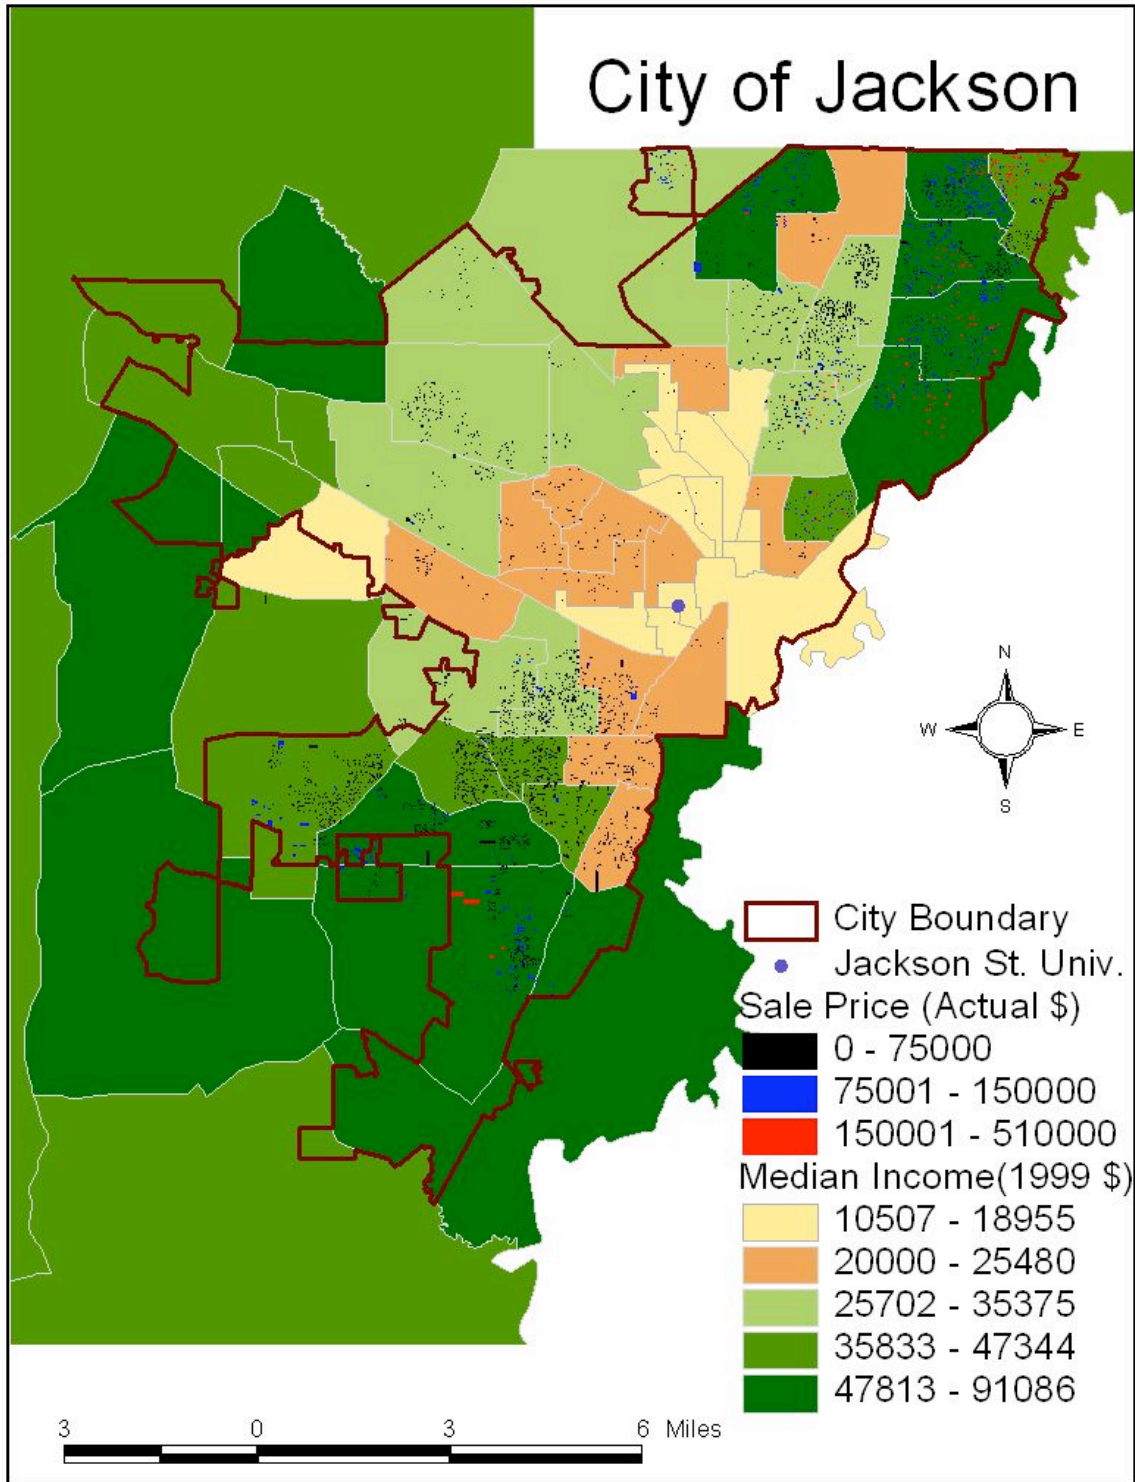 City of Jackson
N
W E
S
City Boundary
Jackson St. Univ.
Sale Price (Actual $)
0 - 75000
75001 - 150000
150001 - 510000
Median Income(1999 $)
10507 - 18955
20000 - 25480
25702 - 35375
35833 - 47344
47813 - 91086
3 0 3 6 Miles